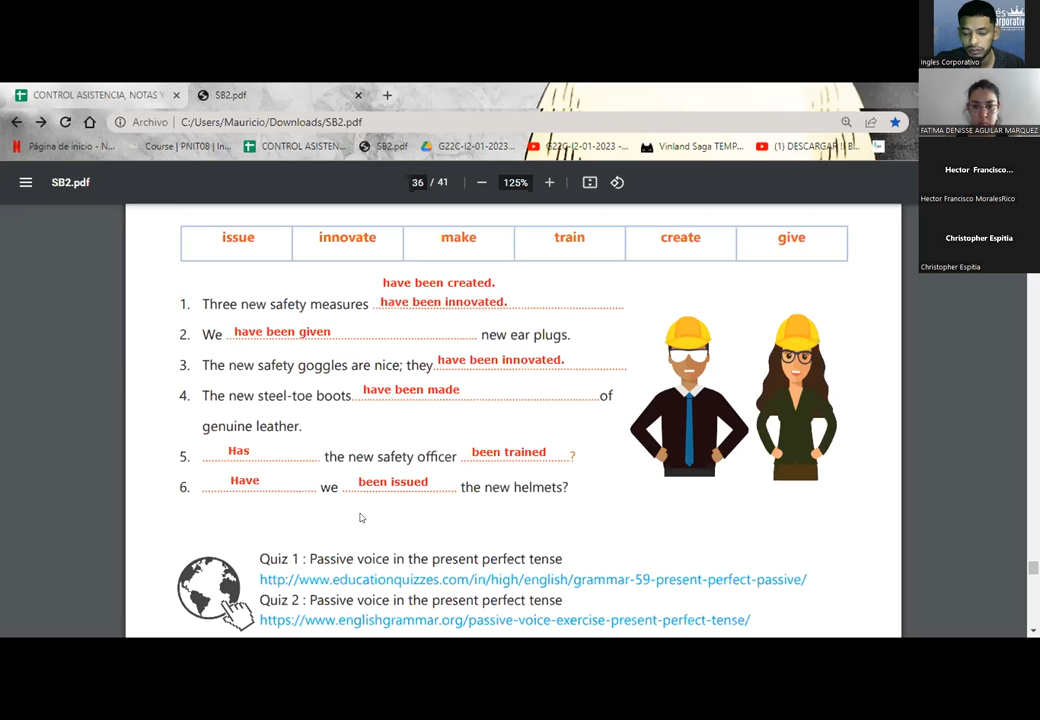 és
Corporativo
Ingles Corporativo
CONTROL ASISTENCIA, NOTAS Y
SB2.pdf
Archivo
C:/Users/Mauricio/Downloads/SB2.pdf
Página de inicio - N...
Course | PNIT08 | In...
CONTROL ASISTEN...
SB2.pdf
G22C-I2-01-2023 -...
G22C-I2-01-2023 -...
Vinland Saga TEMP...
(1) DESCARGAR !! B...
FATIMA DENISSE AGUILAR MARQUEZ
Hector Francisco...
Hector Francisco MoralesRico
Christopher Espitia
Christopher Espitia
SB2.pdf
36 / 41
125%
issue innovate make train create give
have been created.
1. Three new safety measures have been innovated.
2. We have been given new ear plugs.
3. The new safety goggles are nice; they have been innovated.
4. The new steel-toe boots have been made of
genuine leather.
5. Has the new safety officer been trained ?
6. Have we been issued the new helmets?
Quiz 1 : Passive voice in the present perfect tense
http://www.educationquizzes.com/in/high/english/grammar-59-present-perfect-passive/
Quiz 2 : Passive voice in the present perfect tense
https://www.englishgrammar.org/passive-voice-exercise-present-perfect-tense/